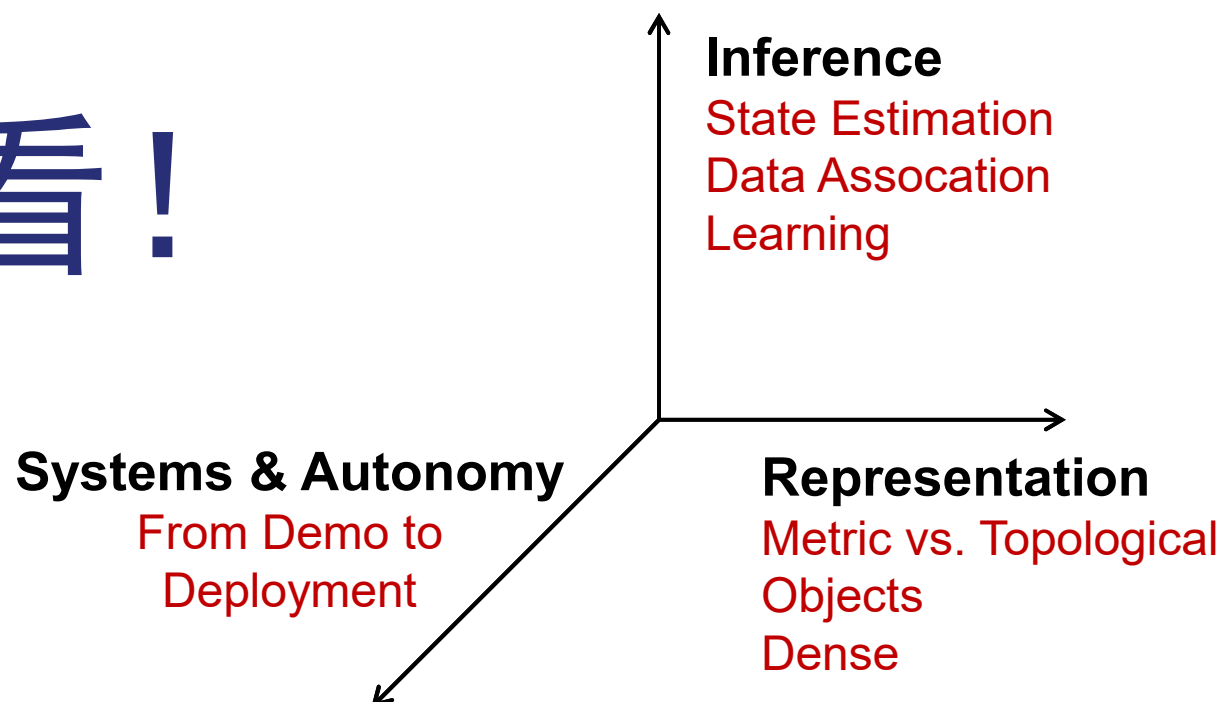 看!
Inference
State Estimation
Data Assocation
Learning
Systems & Autonomy
From Demo to
Deployment
Representation
Metric vs. Topological
Objects
Dense